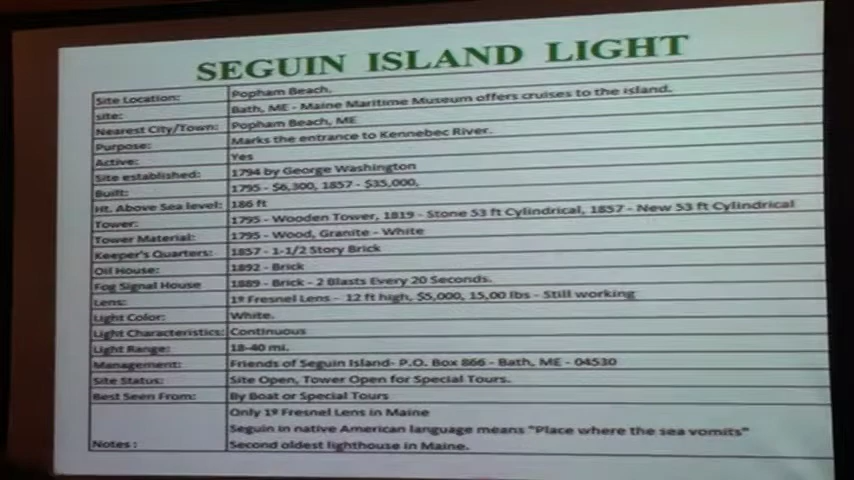 SEGUIN ISLAND LIGHT
Site Location: Popham Beach.
site: Bath, ME - Maine Maritime Museum offers cruises to the island.
Nearest City/Town: Popham Beach, ME
Purpose: Marks the entrance to Kennebec River.
Active: Yes
Site established: 1794 by George Washington
Built: 1795 - $6,300, 1857 - $35,000,
Ht. Above Sea level: 186 ft
Tower: 1795 - Wooden Tower, 1819 - Stone 53 ft Cylindrical, 1857 - New 53 ft Cylindrical
Tower Material: 1795 - Wood, Granite - White
Keeper's Quarters: 1857 - 1-1/2 Story Brick
Oil House: 1892 - Brick
Fog Signal House 1889 - Brick - 2 Blasts Every 20 Seconds.
Lens: 1º Fresnel Lens - 12 ft high, $5,000, 15,00 lbs - Still working
Light Color: White.
Light Characteristics: Continuous
Light Range: 18-40 mi.
Management: Friends of Seguin Island- P.O. Box 866 - Bath, ME - 04530
Site Status: Site Open, Tower Open for Special Tours.
Best Seen From: By Boat or Special Tours
Only 1º Fresnel Lens in Maine
Seguin in native American language means "Place where the sea vomits"
Notes : Second oldest lighthouse in Maine.